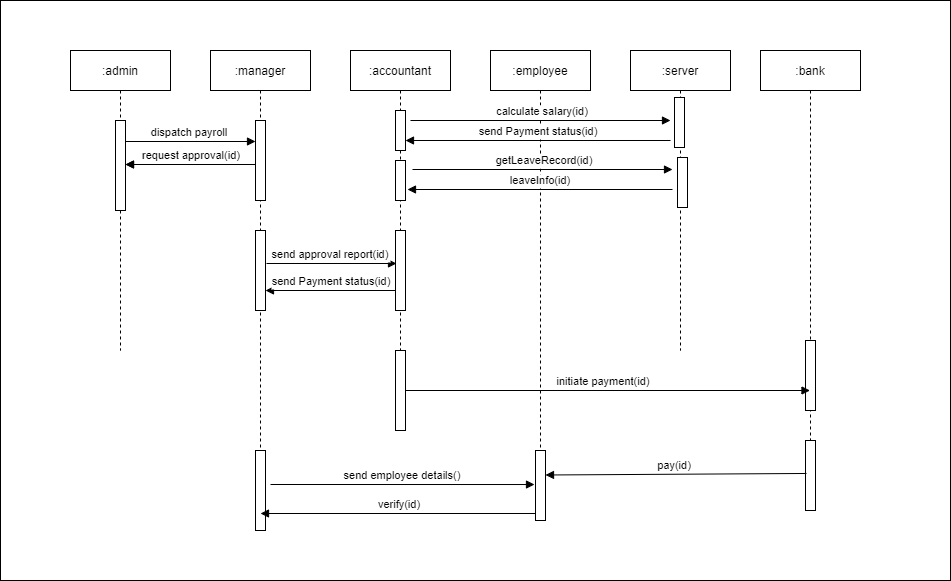 :admin
:manager
:accountant
:employee
:server
:bank
calculate salary(id)
dispatch payroll
send Payment status(id)
request approval(id)
getLeaveRecord(id)
leaveInfo(id)
send approval report(id)
send Payment status(id)
initiate payment(id)
pay(id)
send employee details()
verify(id)